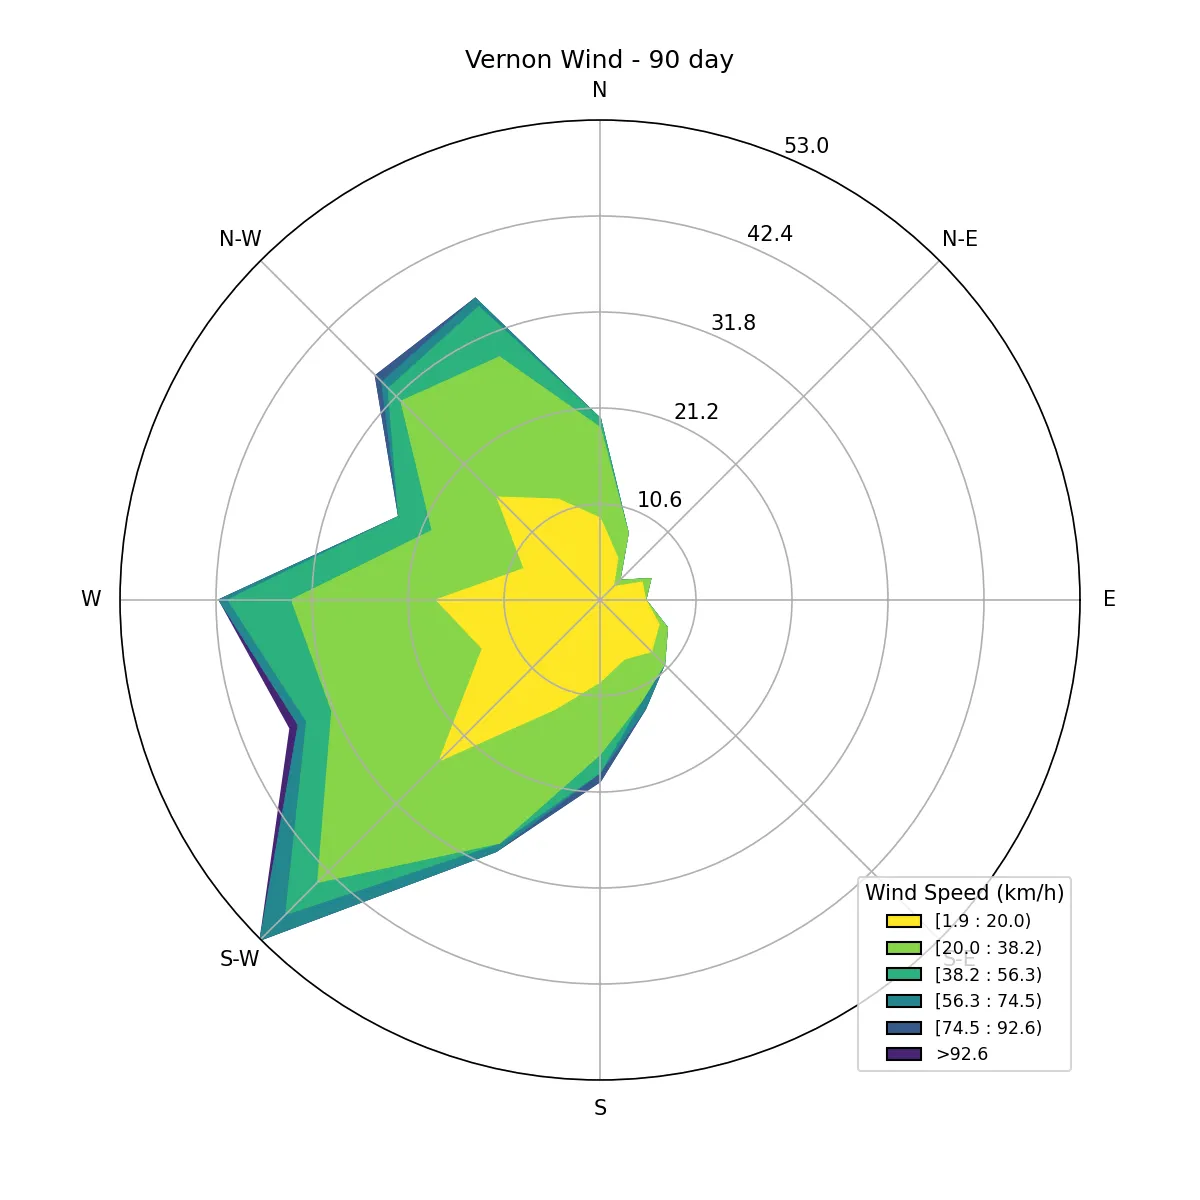 Vernon Wind - 90 day
N
53.0
42.4
N-W
N-E
31.8
21.2
10.6
W
E
S-W
S-E
S
Wind Speed (km/h)
[1.9 : 20.0)
[20.0 : 38.2)
[38.2 : 56.3)
[56.3 : 74.5)
[74.5 : 92.6)
>92.6